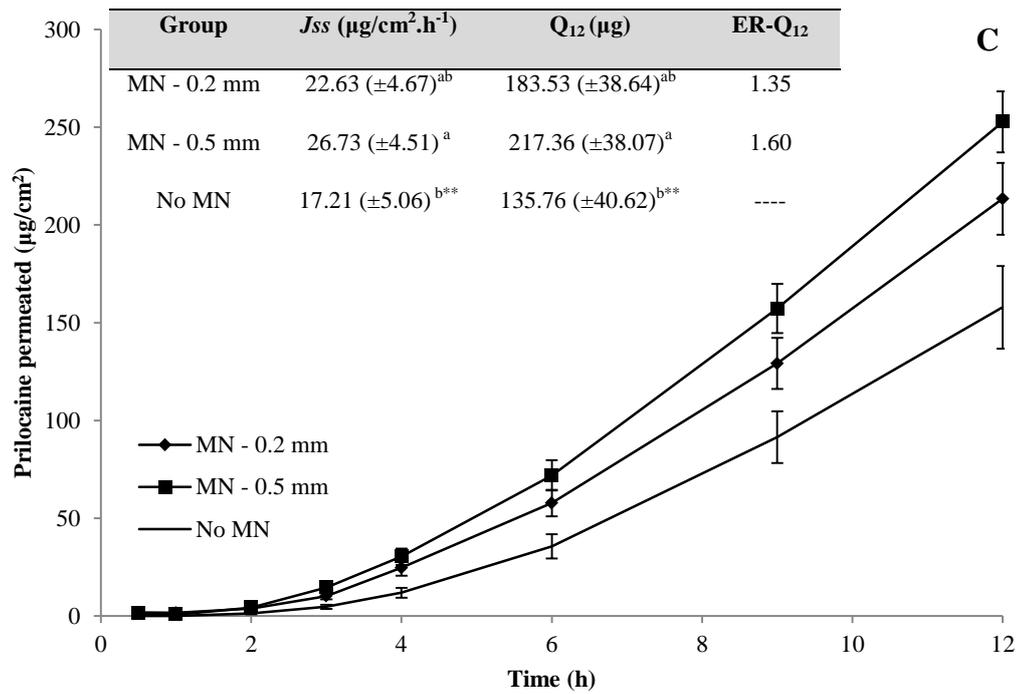 Group Jss (µg/cm².h⁻¹) Q₁₂ (µg) ER-Q₁₂
MN - 0.2 mm 22.63 (±4.67)ᵃᵇ 183.53 (±38.64)ᵃᵇ 1.35
MN - 0.5 mm 26.73 (±4.51) ᵃ 217.36 (±38.07)ᵃ 1.60
No MN 17.21 (±5.06) ᵇ** 135.76 (±40.62)ᵇ** ----
C
Prilocaine permeated (µg/cm²)
300
250
200
150
100
50
0
MN - 0.2 mm
MN - 0.5 mm
No MN
0 2 4 6 8 10 12
Time (h)